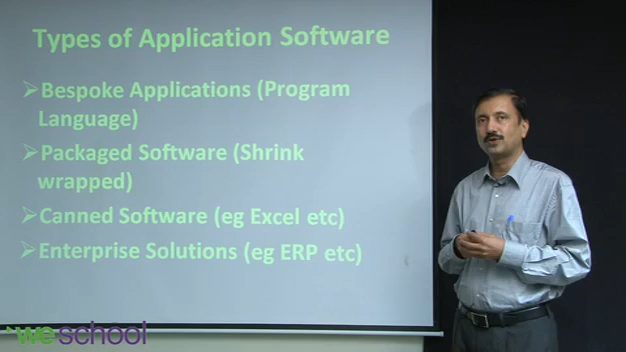 Types of Application Software
➢Bespoke Applications (Program
Language)
➢Packaged Software (Shrink
wrapped)
➢Canned Software (eg Excel etc)
➢Enterprise Solutions (eg ERP etc)
weschool